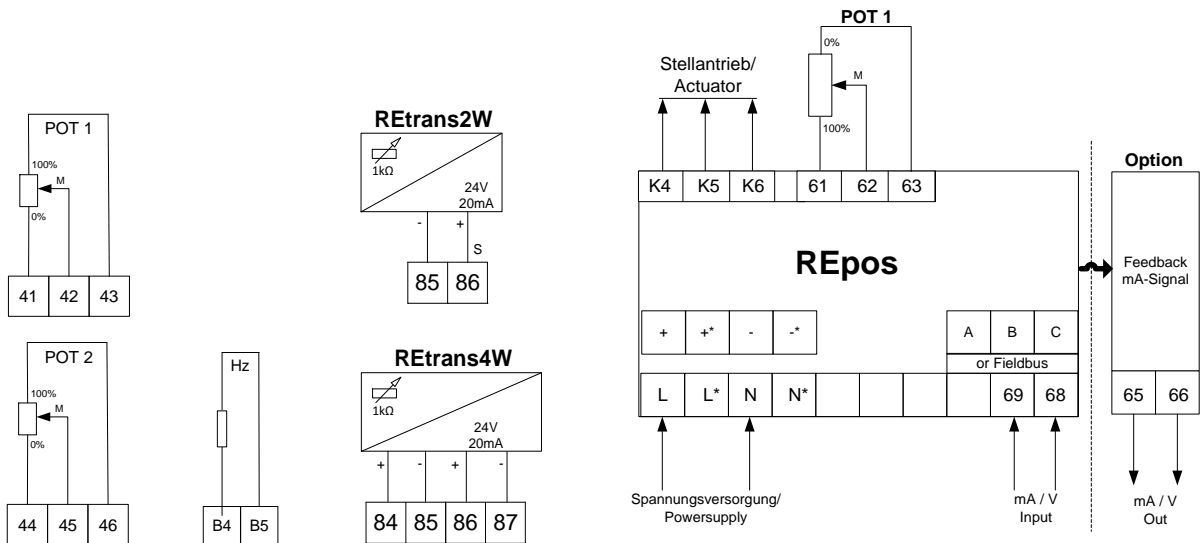 POT 1
100%
M
0%
41 42 43
POT 2
100%
M
0%
44 45 46
Hz
B4 B5
REtrans2W
1kΩ
24V
20mA
- +
S
85 86
REtrans4W
1kΩ
24V
20mA
+ - + -
84 85 86 87
POT 1
0%
M
100%
Stellantrieb/
Actuator
K4 K5 K6 61 62 63
REpos
+ +* - -*
A B C
or Fieldbus
L L* N N* 69 68
Spannungsversorgung/
Powersupply
mA / V
Input
Option
Feedback
mA-Signal
65 66
mA / V
Out